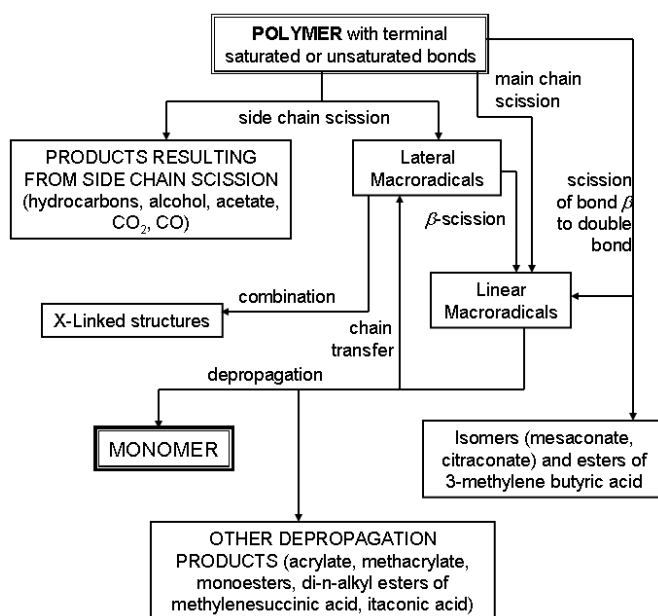 POLYMER with terminal
saturated or unsaturated bonds
main chain
scission
side chain scission
PRODUCTS RESULTING
FROM SIDE CHAIN SCISSION
(hydrocarbons, alcohol, acetate,
CO₂, CO)
Lateral
Macroradicals
scission
of bond β
to double
bond
β-scission
Linear
Macroradicals
combination
X-Linked structures
chain
transfer
depropagation
MONOMER
Isomers (mesaconate,
citraconate) and esters of
3-methylene butyric acid
OTHER DEPROPAGATION
PRODUCTS (acrylate, methacrylate,
monoesters, di-n-alkyl esters of
methylenesuccinic acid, itaconic acid)